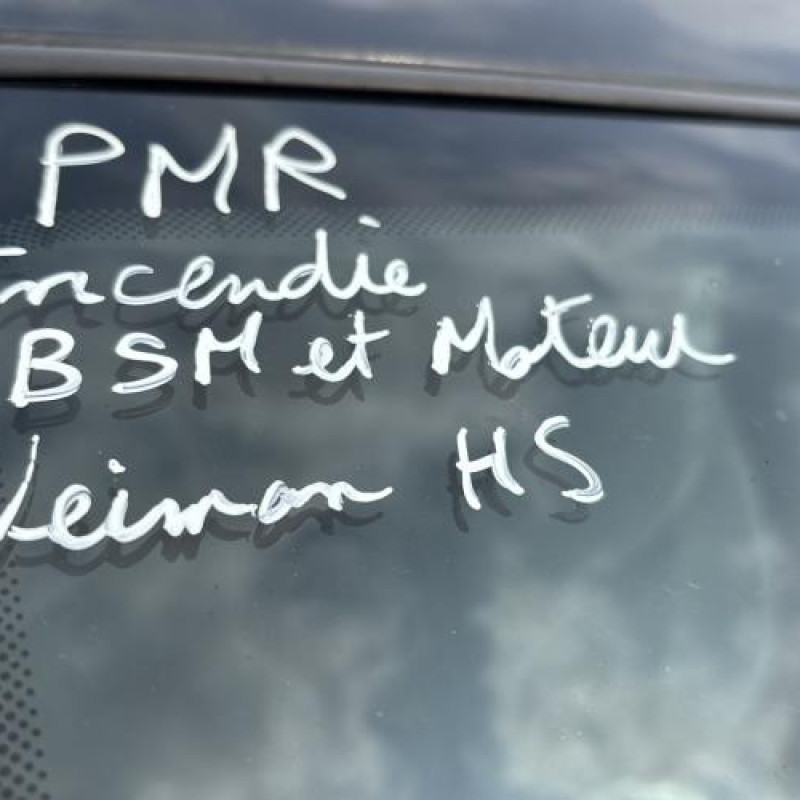 PMR
Incendie
BSM et Moteur
Neiman HS